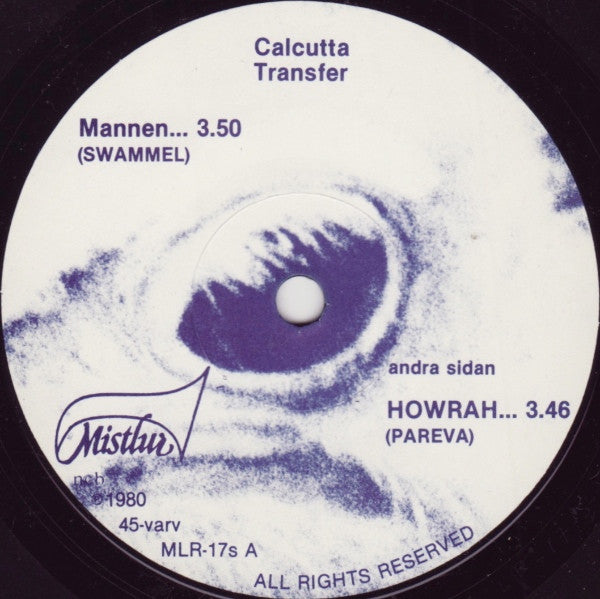 Calcutta
Transfer
Mannen... 3.50
(SWAMMEL)
andra sidan
HOWRAH... 3.46
(PAREVA)
Mistlur
ncb
©1980
45-varv
MLR-17s A
ALL RIGHTS RESERVED